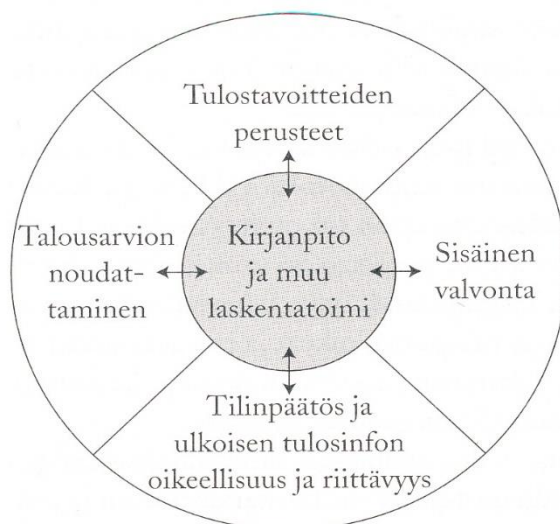 Tulostavoitteiden
perusteet
Talousarvion
noudat-
taminen
Kirjanpito
ja muu
laskentatoimi
Sisäinen
valvonta
Tilinpäätös ja
ulkoisen tulosinfon
oikeellisuus ja riittävyys